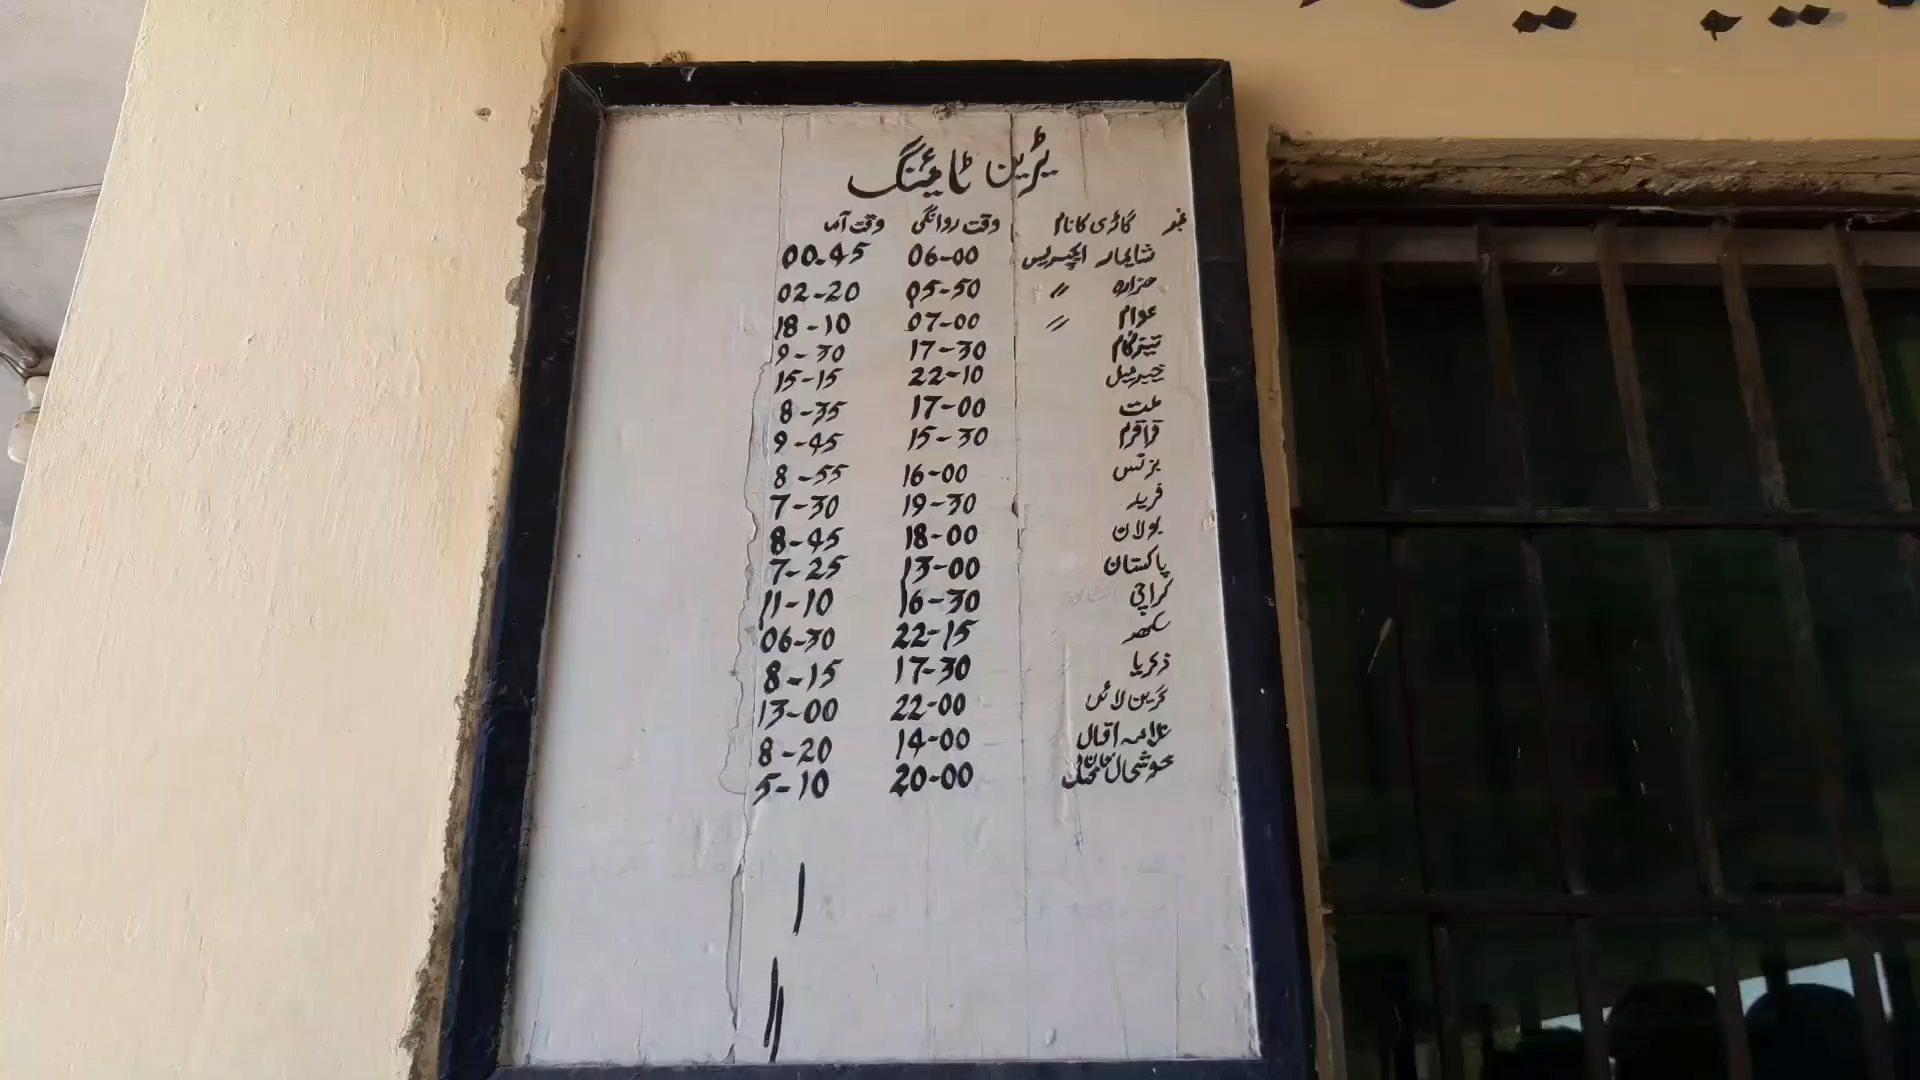 ٹرین ٹائمنگ
نمبر گاڑی کا نام وقت روانگی وقت آمد
شالیمار ایکسپریس 06-00 00-45
ہزارہ 〃 05-50 02-20
عوام 〃 07-00 18-10
تیزگام 17-30 9-30
خیبر میل 22-10 15-15
ملت 17-00 8-35
قراقرم 15-30 9-45
بزنس 16-00 8-55
فرید 19-30 7-30
بولان 18-00 8-45
پاکستان 13-00 7-25
کراچی 16-30 11-10
سکھر 22-15 06-30
ذکریا 17-30 8-15
گرین لائن 22-00 13-00
علامہ اقبال 14-00 8-20
خوشحال خان خٹک 20-00 5-10